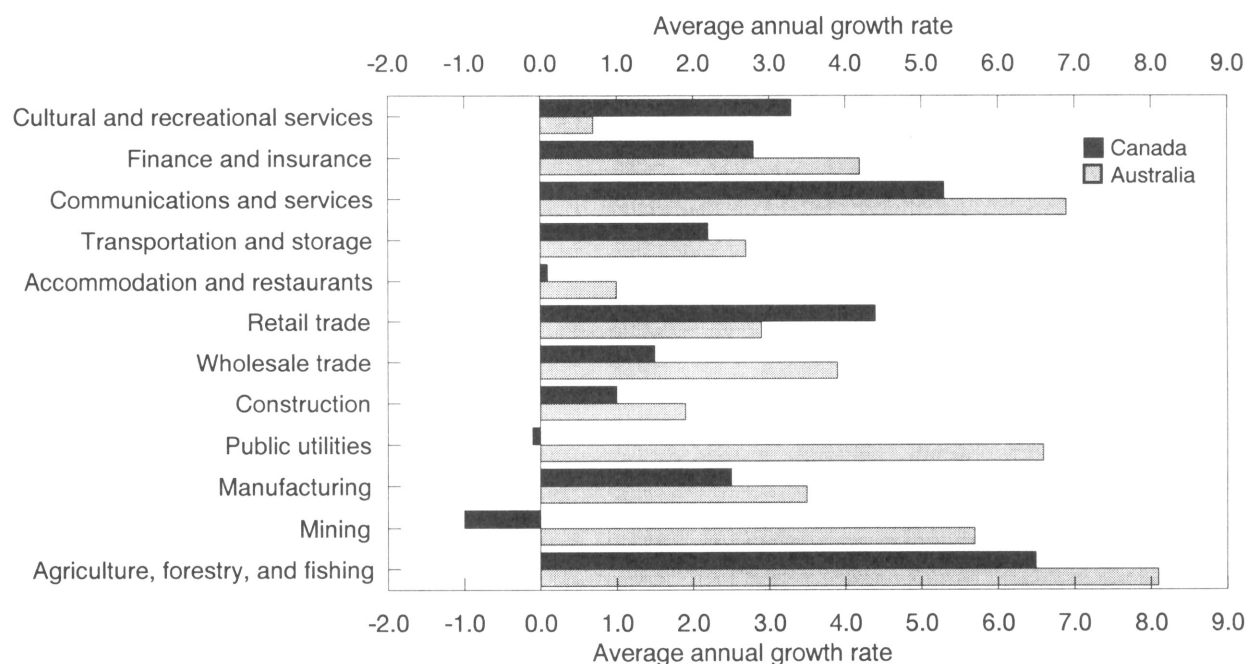 Average annual growth rate
-2.0 -1.0 0.0 1.0 2.0 3.0 4.0 5.0 6.0 7.0 8.0 9.0
Cultural and recreational services
Finance and insurance
Communications and services
Transportation and storage
Accommodation and restaurants
Retail trade
Wholesale trade
Construction
Public utilities
Manufacturing
Mining
Agriculture, forestry, and fishing
Canada
Australia
-2.0 -1.0 0.0 1.0 2.0 3.0 4.0 5.0 6.0 7.0 8.0 9.0
Average annual growth rate